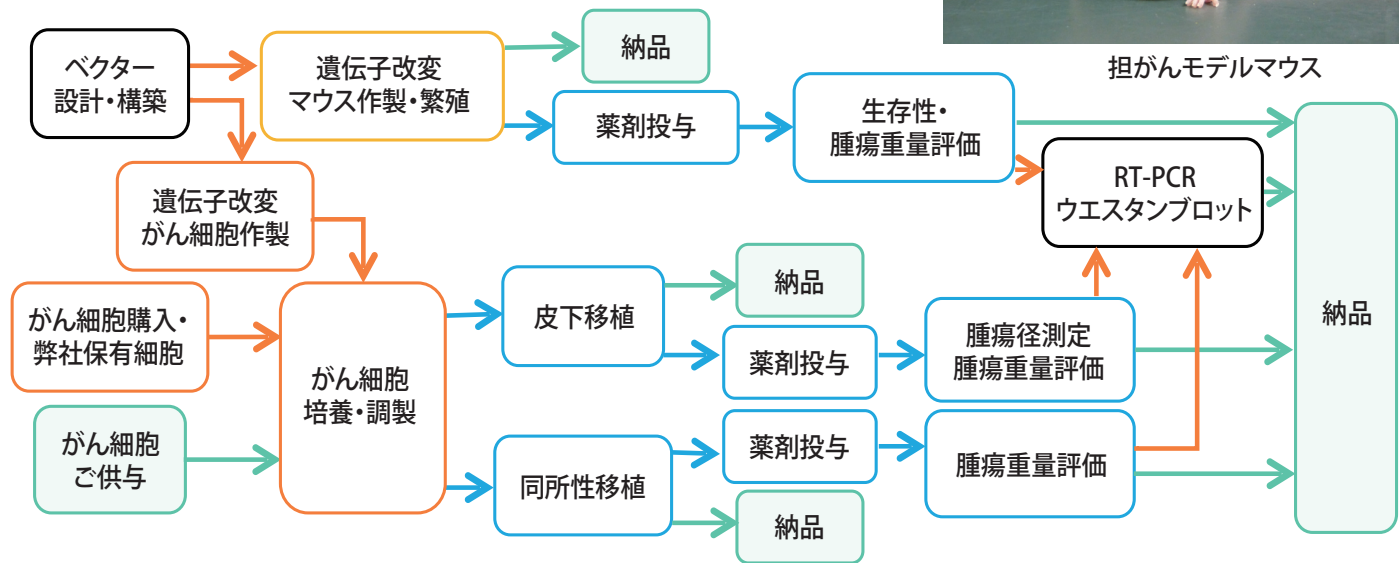 ベクター
設計・構築
遺伝子改変
マウス作製・繁殖
納品
担がんモデルマウス
薬剤投与
生存性・
腫瘍重量評価
RT-PCR
ウエスタンブロット
遺伝子改変
がん細胞作製
納品
がん細胞購入・
弊社保有細胞
がん細胞
培養・調製
皮下移植
納品
薬剤投与
腫瘍径測定
腫瘍重量評価
がん細胞
ご供与
同所性移植
薬剤投与
腫瘍重量評価
納品